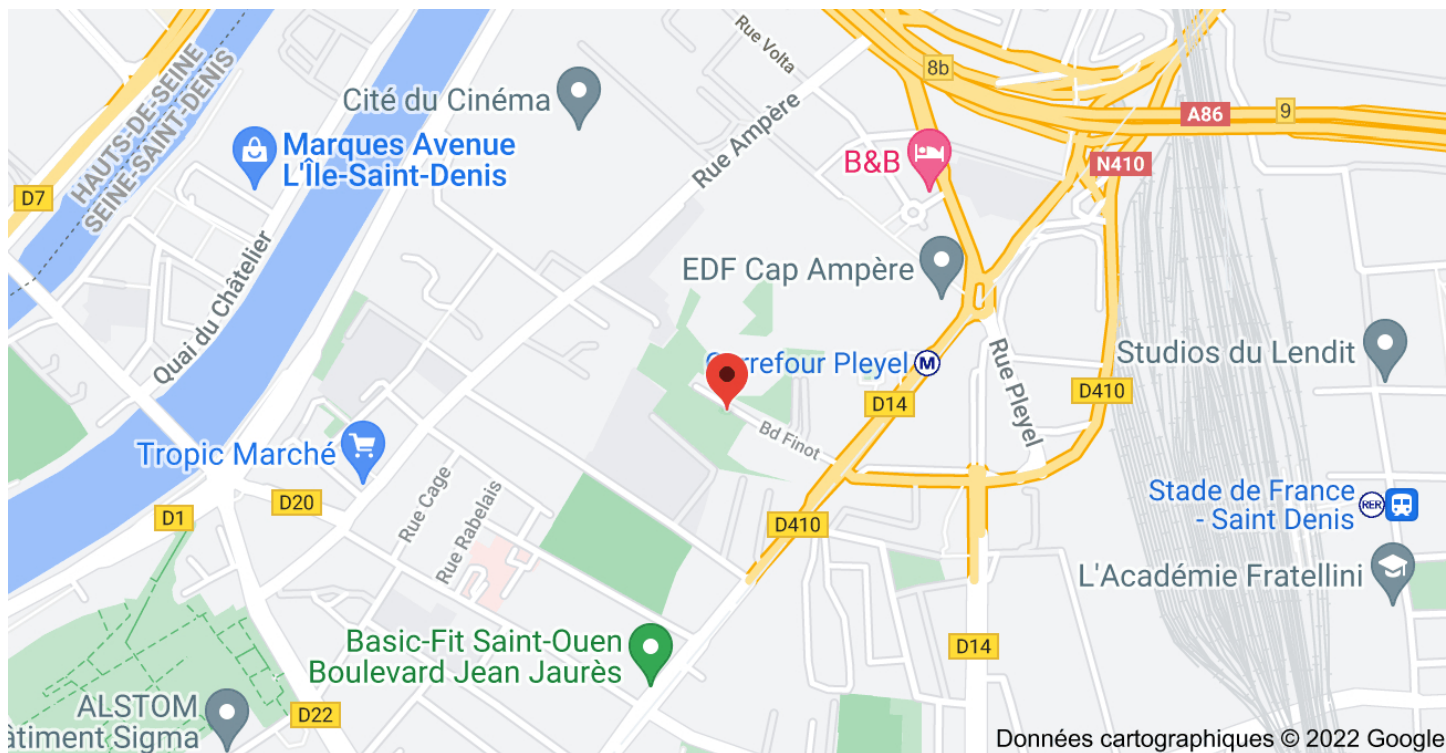 Rue Volta
8b
Cité du Cinéma
Rue Ampère
A86
9
HAUTS-DE-SEINE
SEINE-SAINT-DENIS
Marques Avenue
L'Île-Saint-Denis
B&B
N410
D7
Quai du Châtelier
EDF Cap Ampère
Studios du Lendit
rrefour Pleyel
M
Rue Pleyel
D410
D14
Bd Finot
Tropic Marché
Rue Cage
Rue Rabelais
D20
D1
D410
Stade de France
- Saint Denis
RER
L'Académie Fratellini
Basic-Fit Saint-Ouen
Boulevard Jean Jaurès
D14
ALSTOM
âtiment Sigma
D22
Données cartographiques © 2022 Google